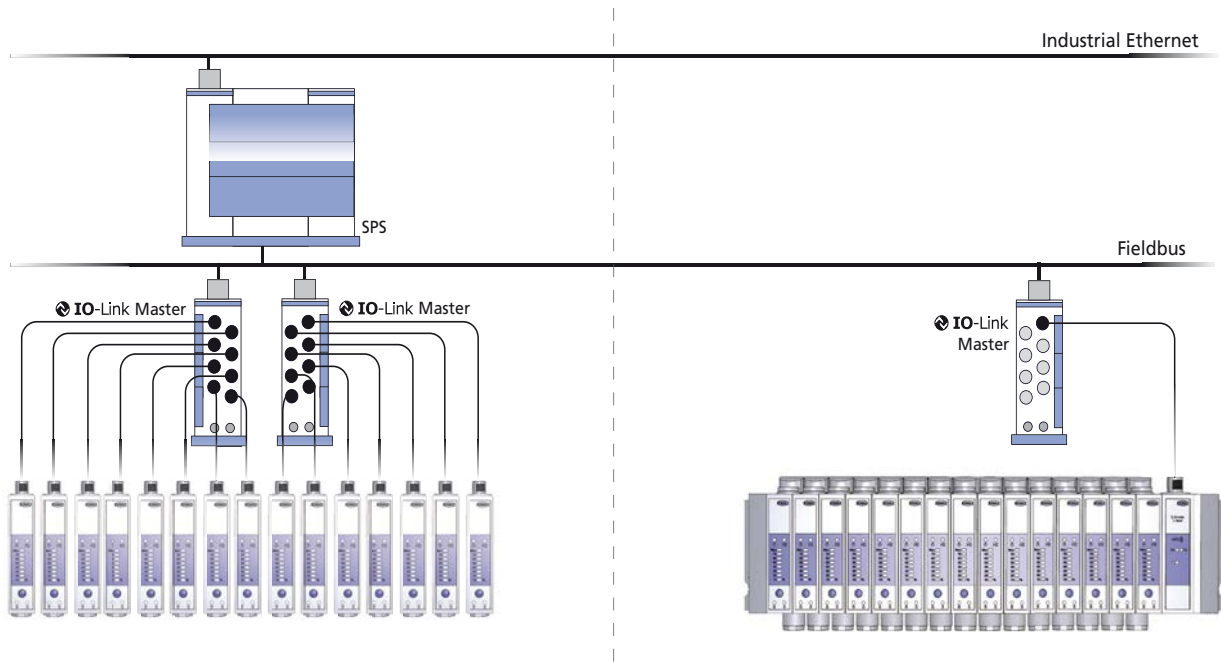 Industrial Ethernet
SPS
Fieldbus
IO-Link Master
IO-Link Master
IO-Link
Master